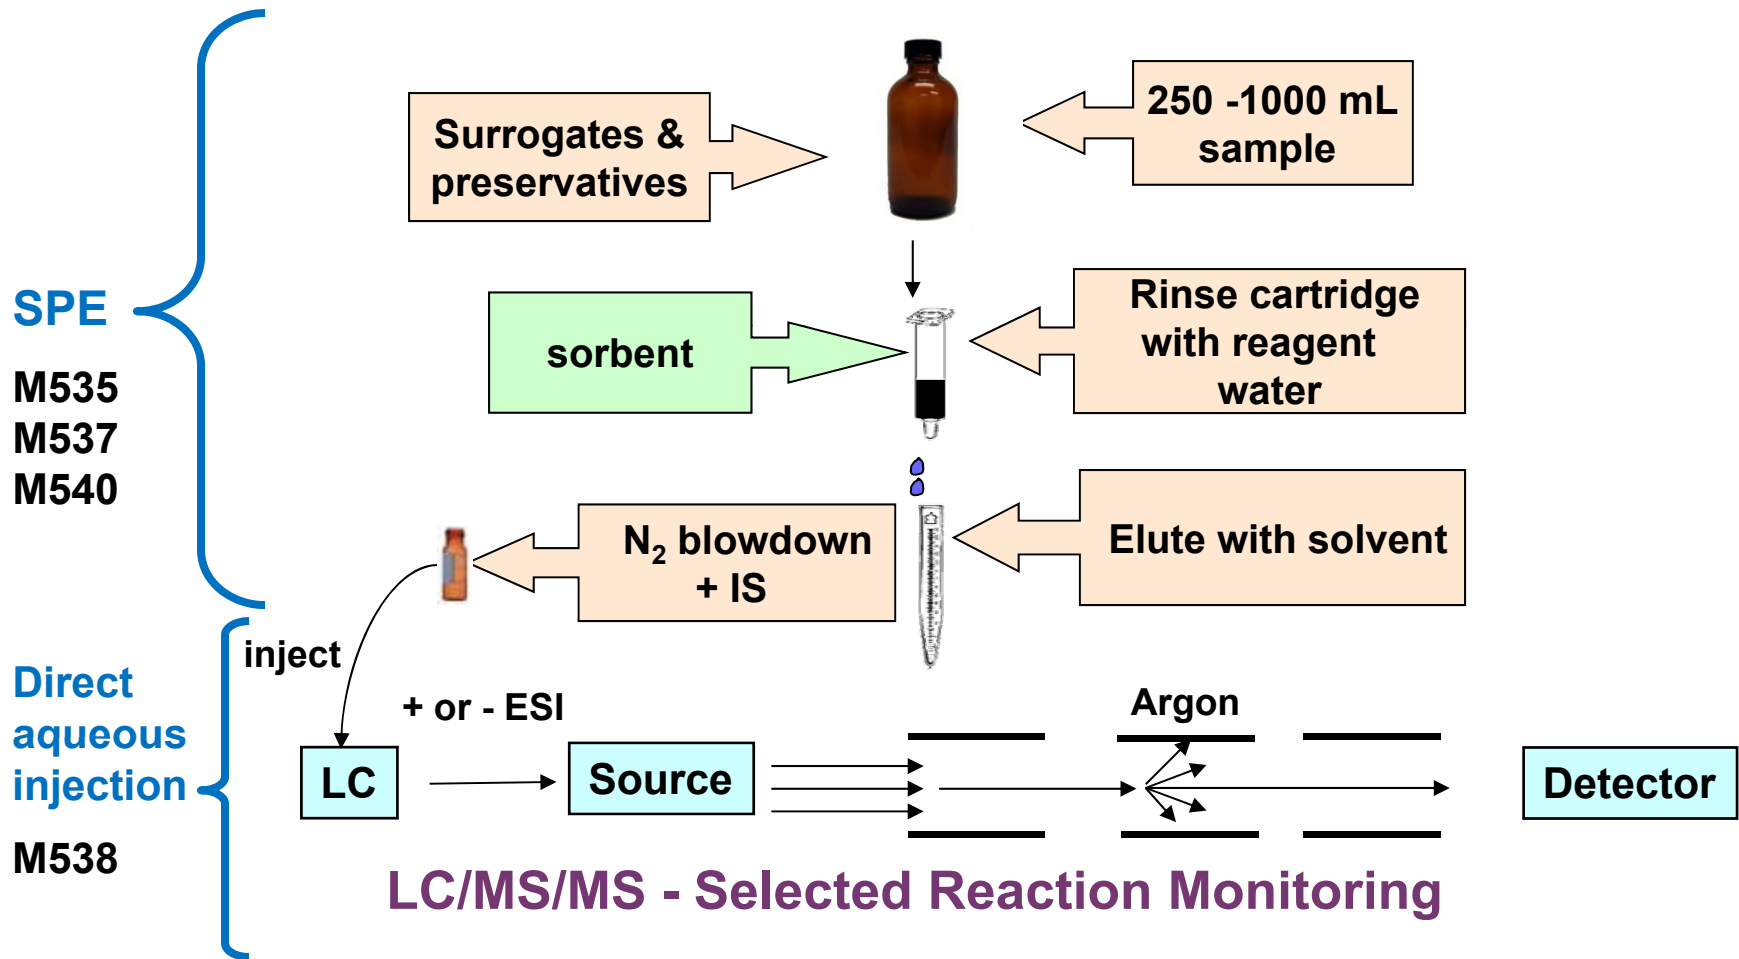 250 -1000 mL
sample
Surrogates &
preservatives
SPE
M535
M537
M540
sorbent
Rinse cartridge
with reagent
water
N2 blowdown
+ IS
Elute with solvent
inject
Direct
aqueous
injection
M538
+ or - ESI
Argon
LC
Source
Detector
LC/MS/MS - Selected Reaction Monitoring